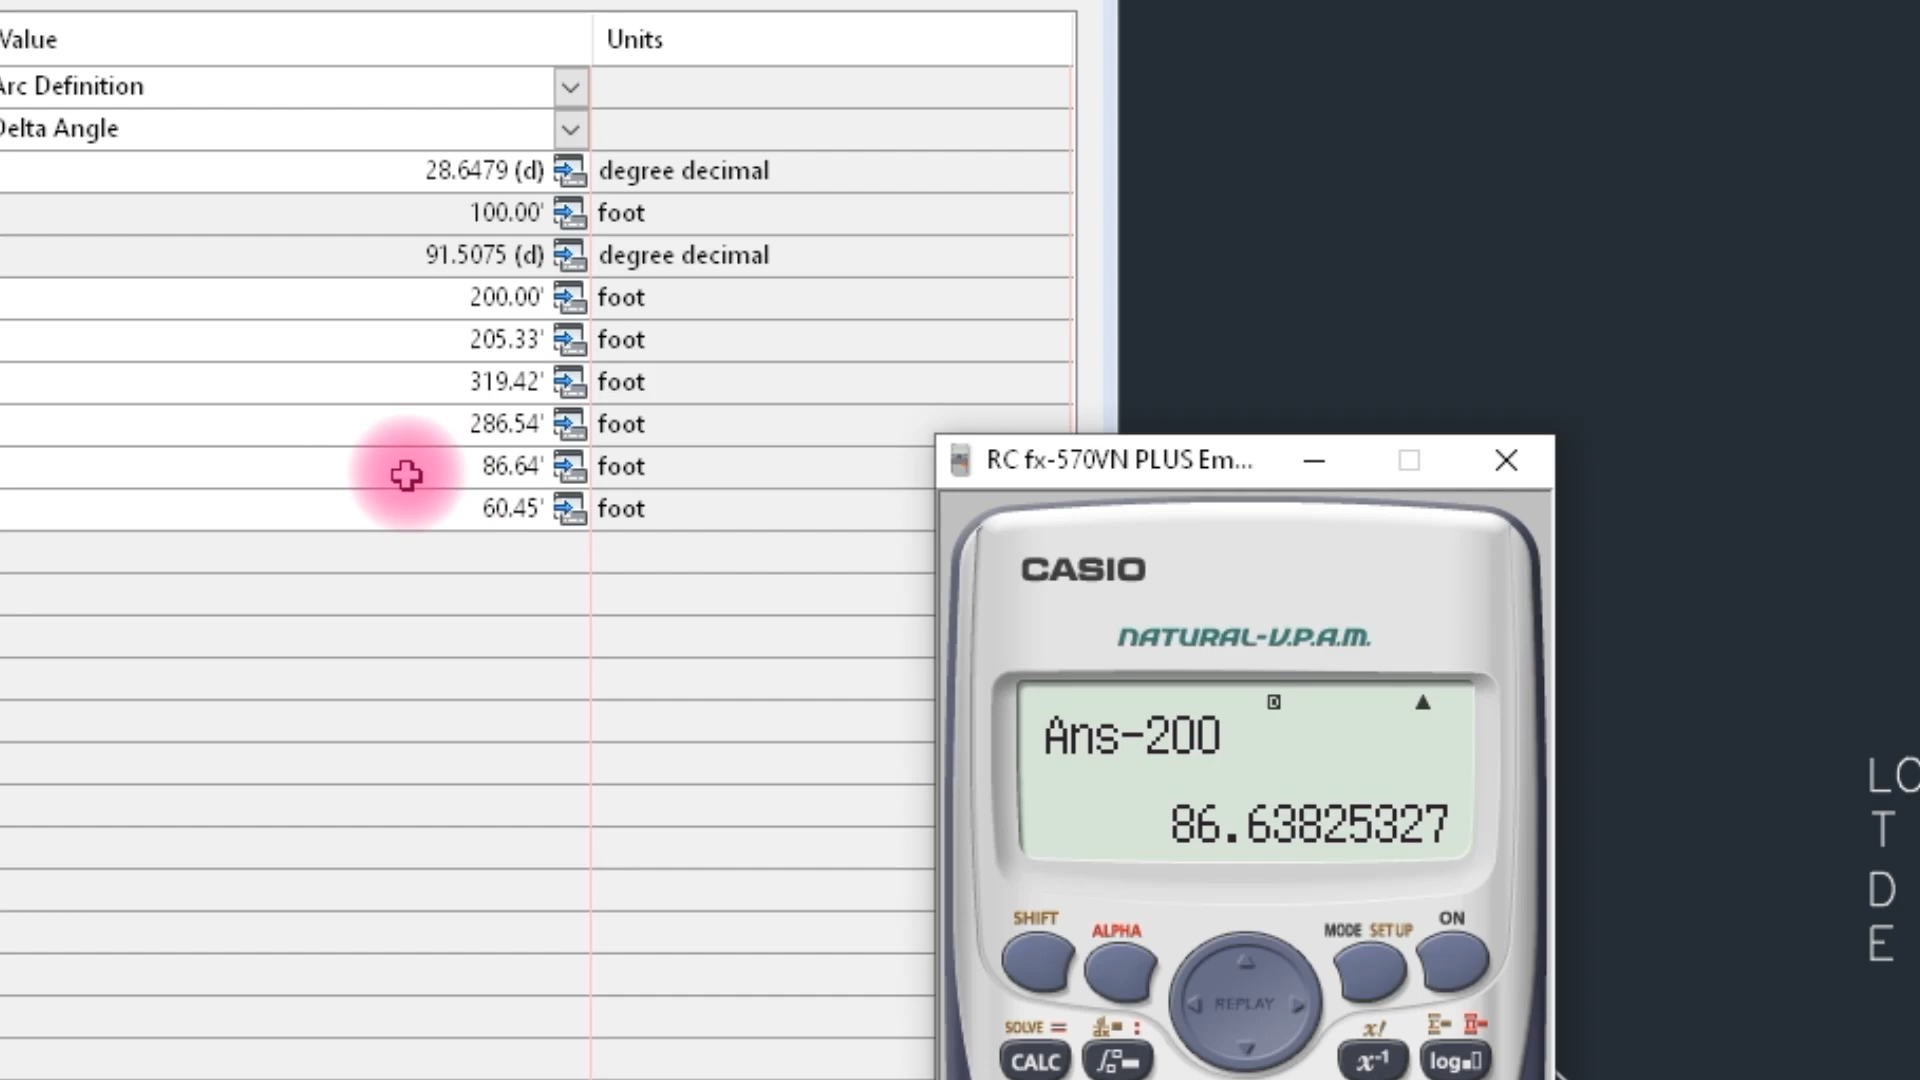 Value Units
Arc Definition
Delta Angle
28.6479 (d) degree decimal
100.00' foot
91.5075 (d) degree decimal
200.00' foot
205.33' foot
319.42' foot
286.54' foot
86.64' foot
60.45' foot
RC fx-570VN PLUS Em...
CASIO
NATURAL-V.P.A.M.
D ▲
Ans-200
86.63825327
SHIFT ALPHA MODE SETUP ON
REPLAY
SOLVE = : x!
CALC x⁻¹ log
LO
T
D
E